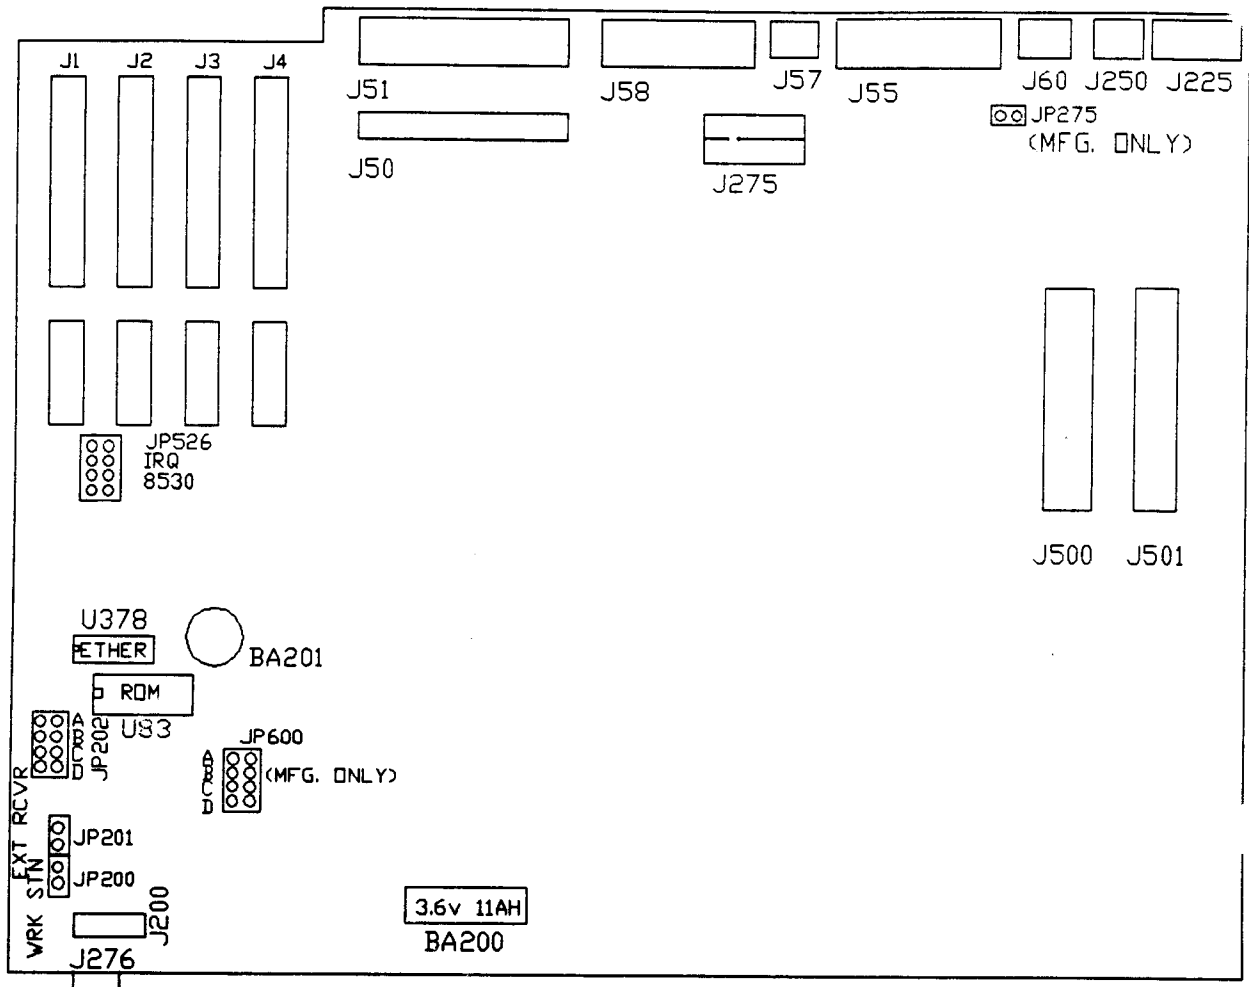 J1 J2 J3 J4
J51 J58 J57 J55 J60 J250 J225
JP275
(MFG. ONLY)
J50 J275
JP526
IRQ
8530
J500 J501
U378
ETHER
BA201
ROM
U83
A
B
C
D
JP202
JP600
A
B
C
D
(MFG. ONLY)
EXT RCVR
JP201
WRK STN
JP200
J200
J276
3.6v 11AH
BA200